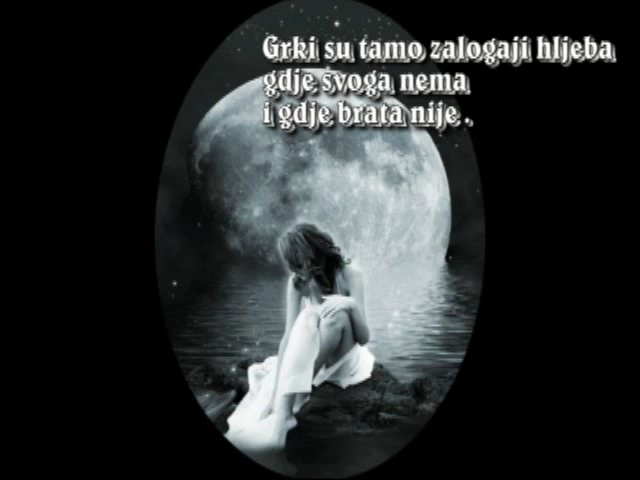 Grki su tamo zalogaji hljeba
gdje svoga nema
i gdje brata nije .